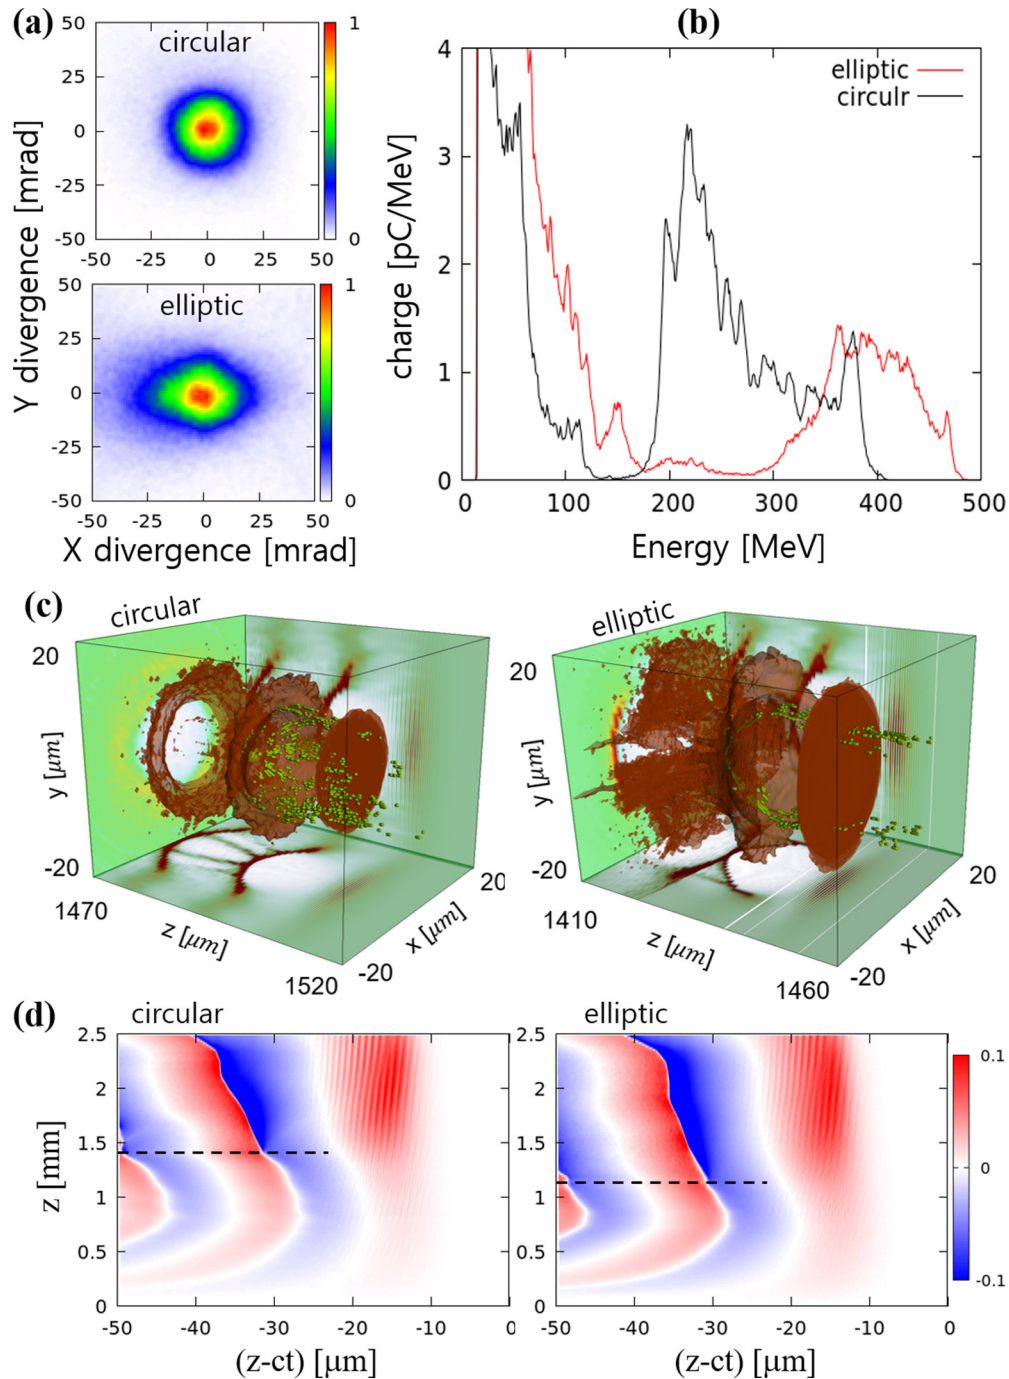 (a)
circular
50
25
0
-25
-50
-50
-25
0
25
50
1
0
elliptic
50
25
0
-25
-50
-50
-25
0
25
50
1
0
Y divergence [mrad]
X divergence [mrad]
(b)
elliptic
circulr
4
3
2
1
0
0
100
200
300
400
500
charge [pC/MeV]
Energy [MeV]
(c)
circular
20
y [μm]
-20
1470
z [μm]
1520
-20
x [μm]
20
elliptic
20
y [μm]
-20
1410
z [μm]
1460
-20
x [μm]
20
(d)
circular
2.5
2
1.5
1
0.5
0
z [mm]
-50
-40
-30
-20
-10
0
(z-ct) [μm]
elliptic
2.5
2
1.5
1
0.5
0
-50
-40
-30
-20
-10
0
(z-ct) [μm]
0.1
0
-0.1